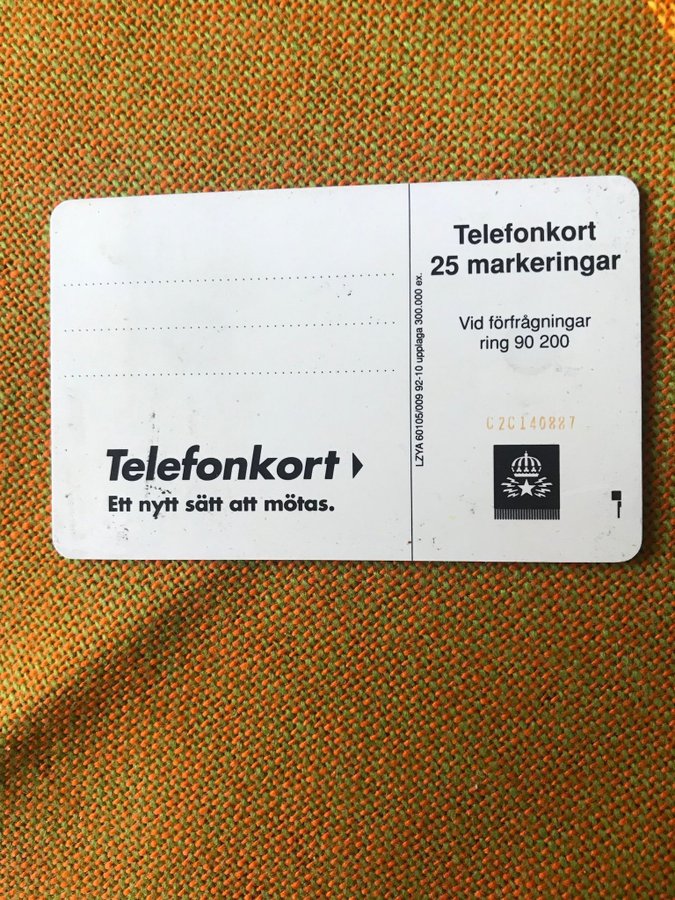 Telefonkort
25 markeringar
Vid förfrågningar
ring 90 200
LZYA 60105/009 92-10 upplaga 300.000 ex.
C2C140887
Telefonkort
Ett nytt sätt att mötas.